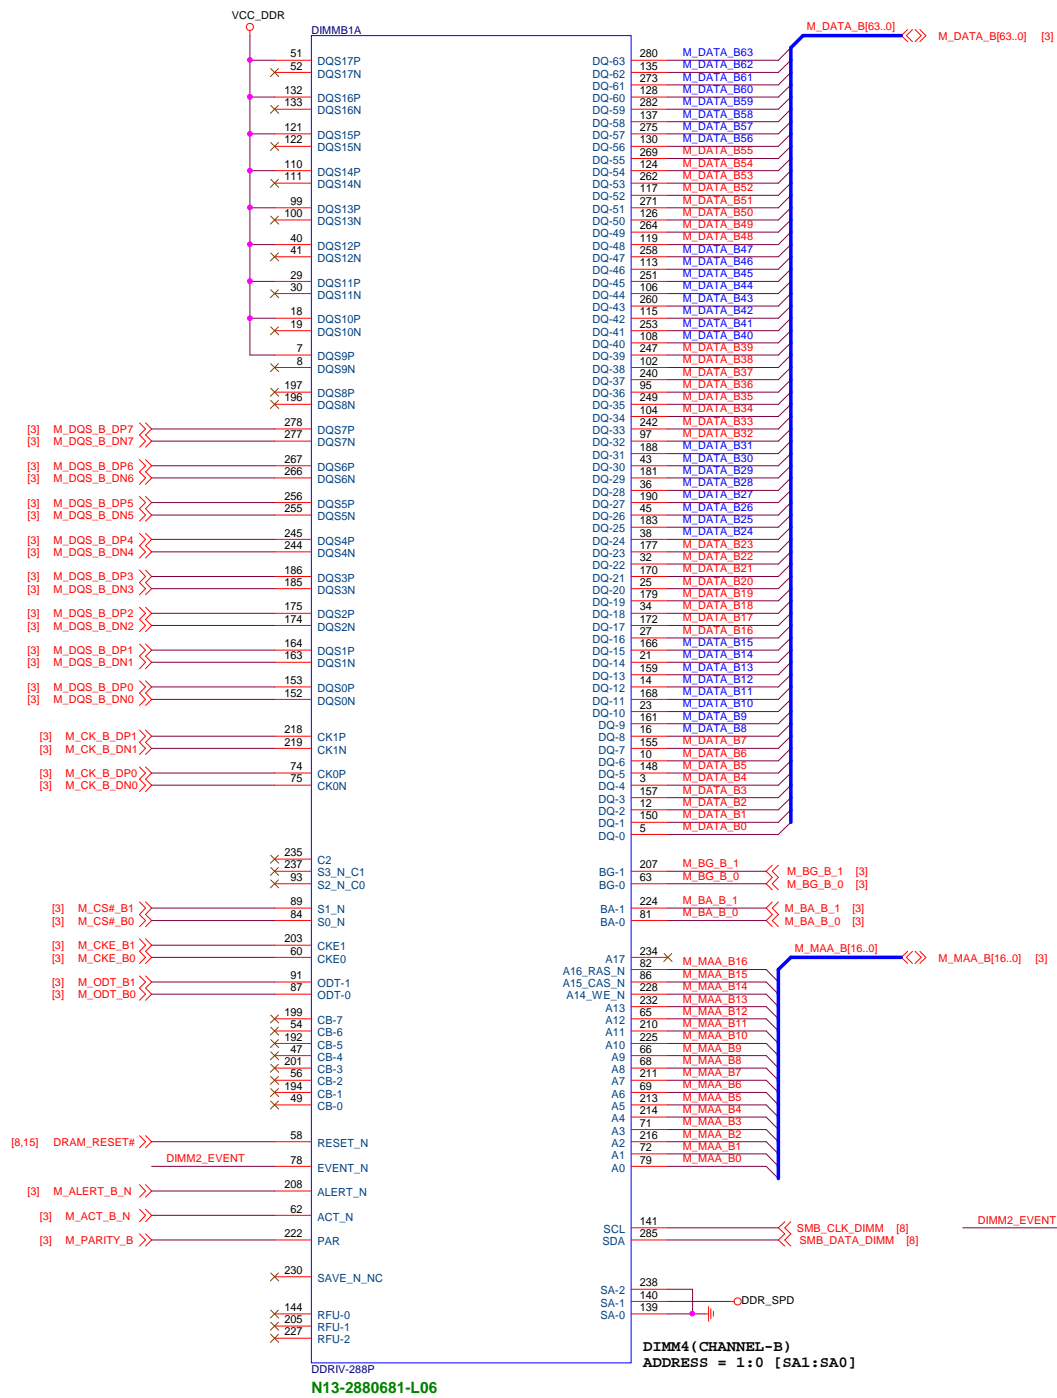 VCC_DDR
DIMMB1A
M_DATA_B[63..0]
M_DATA_B[63..0] [3]
51 DQS17P
52 DQS17N
132 DQS16P
133 DQS16N
121 DQS15P
122 DQS15N
110 DQS14P
111 DQS14N
99 DQS13P
100 DQS13N
40 DQS12P
41 DQS12N
29 DQS11P
30 DQS11N
18 DQS10P
19 DQS10N
7 DQS9P
8 DQS9N
197 DQS8P
196 DQS8N
[3] M_DQS_B_DP7 278 DQS7P
[3] M_DQS_B_DN7 277 DQS7N
[3] M_DQS_B_DP6 267 DQS6P
[3] M_DQS_B_DN6 266 DQS6N
[3] M_DQS_B_DP5 256 DQS5P
[3] M_DQS_B_DN5 255 DQS5N
[3] M_DQS_B_DP4 245 DQS4P
[3] M_DQS_B_DN4 244 DQS4N
[3] M_DQS_B_DP3 186 DQS3P
[3] M_DQS_B_DN3 185 DQS3N
[3] M_DQS_B_DP2 175 DQS2P
[3] M_DQS_B_DN2 174 DQS2N
[3] M_DQS_B_DP1 164 DQS1P
[3] M_DQS_B_DN1 163 DQS1N
[3] M_DQS_B_DP0 153 DQS0P
[3] M_DQS_B_DN0 152 DQS0N
[3] M_CK_B_DP1 218 CK1P
[3] M_CK_B_DN1 219 CK1N
[3] M_CK_B_DP0 74 CK0P
[3] M_CK_B_DN0 75 CK0N
235 C2
237 S3_N_C1
93 S2_N_C0
[3] M_CS#_B1 89 S1_N
[3] M_CS#_B0 84 S0_N
[3] M_CKE_B1 203 CKE1
[3] M_CKE_B0 60 CKE0
[3] M_ODT_B1 91 ODT-1
[3] M_ODT_B0 87 ODT-0
199 CB-7
54 CB-6
192 CB-5
47 CB-4
201 CB-3
56 CB-2
194 CB-1
49 CB-0
[8,15] DRAM_RESET# 58 RESET_N
DIMM2_EVENT 78 EVENT_N
[3] M_ALERT_B_N 208 ALERT_N
[3] M_ACT_B_N 62 ACT_N
[3] M_PARITY_B 222 PAR
230 SAVE_N_NC
144 RFU-0
205 RFU-1
227 RFU-2
DQ-63 280 M_DATA_B63
DQ-62 135 M_DATA_B62
DQ-61 273 M_DATA_B61
DQ-60 128 M_DATA_B60
DQ-59 282 M_DATA_B59
DQ-58 137 M_DATA_B58
DQ-57 275 M_DATA_B57
DQ-56 130 M_DATA_B56
DQ-55 269 M_DATA_B55
DQ-54 124 M_DATA_B54
DQ-53 262 M_DATA_B53
DQ-52 117 M_DATA_B52
DQ-51 271 M_DATA_B51
DQ-50 126 M_DATA_B50
DQ-49 264 M_DATA_B49
DQ-48 119 M_DATA_B48
DQ-47 258 M_DATA_B47
DQ-46 113 M_DATA_B46
DQ-45 251 M_DATA_B45
DQ-44 106 M_DATA_B44
DQ-43 260 M_DATA_B43
DQ-42 115 M_DATA_B42
DQ-41 253 M_DATA_B41
DQ-40 108 M_DATA_B40
DQ-39 247 M_DATA_B39
DQ-38 102 M_DATA_B38
DQ-37 240 M_DATA_B37
DQ-36 95 M_DATA_B36
DQ-35 249 M_DATA_B35
DQ-34 104 M_DATA_B34
DQ-33 242 M_DATA_B33
DQ-32 97 M_DATA_B32
DQ-31 188 M_DATA_B31
DQ-30 43 M_DATA_B30
DQ-29 181 M_DATA_B29
DQ-28 36 M_DATA_B28
DQ-27 190 M_DATA_B27
DQ-26 45 M_DATA_B26
DQ-25 183 M_DATA_B25
DQ-24 38 M_DATA_B24
DQ-23 177 M_DATA_B23
DQ-22 32 M_DATA_B22
DQ-21 170 M_DATA_B21
DQ-20 25 M_DATA_B20
DQ-19 179 M_DATA_B19
DQ-18 34 M_DATA_B18
DQ-17 172 M_DATA_B17
DQ-16 27 M_DATA_B16
DQ-15 166 M_DATA_B15
DQ-14 21 M_DATA_B14
DQ-13 159 M_DATA_B13
DQ-12 14 M_DATA_B12
DQ-11 168 M_DATA_B11
DQ-10 23 M_DATA_B10
DQ-9 161 M_DATA_B9
DQ-8 16 M_DATA_B8
DQ-7 155 M_DATA_B7
DQ-6 10 M_DATA_B6
DQ-5 148 M_DATA_B5
DQ-4 3 M_DATA_B4
DQ-3 157 M_DATA_B3
DQ-2 12 M_DATA_B2
DQ-1 150 M_DATA_B1
DQ-0 5 M_DATA_B0
BG-1 207 M_BG_B_1 M_BG_B_1 [3]
BG-0 63 M_BG_B_0 M_BG_B_0 [3]
BA-1 224 M_BA_B_1 M_BA_B_1 [3]
BA-0 81 M_BA_B_0 M_BA_B_0 [3]
M_MAA_B[16..0]
M_MAA_B[16..0] [3]
A17 234
A16_RAS_N 82 M_MAA_B16
A15_CAS_N 86 M_MAA_B15
A14_WE_N 228 M_MAA_B14
A13 232 M_MAA_B13
A12 65 M_MAA_B12
A11 210 M_MAA_B11
A10 225 M_MAA_B10
A9 66 M_MAA_B9
A8 68 M_MAA_B8
A7 211 M_MAA_B7
A6 69 M_MAA_B6
A5 213 M_MAA_B5
A4 214 M_MAA_B4
A3 71 M_MAA_B3
A2 216 M_MAA_B2
A1 72 M_MAA_B1
A0 79 M_MAA_B0
SCL 141 SMB_CLK_DIMM [8]
SDA 285 SMB_DATA_DIMM [8]
DIMM2_EVENT
SA-2 238
SA-1 140 DDR_SPD
SA-0 139
DIMM4(CHANNEL-B)
ADDRESS = 1:0 [SA1:SA0]
DDRIV-288P
N13-2880681-L06